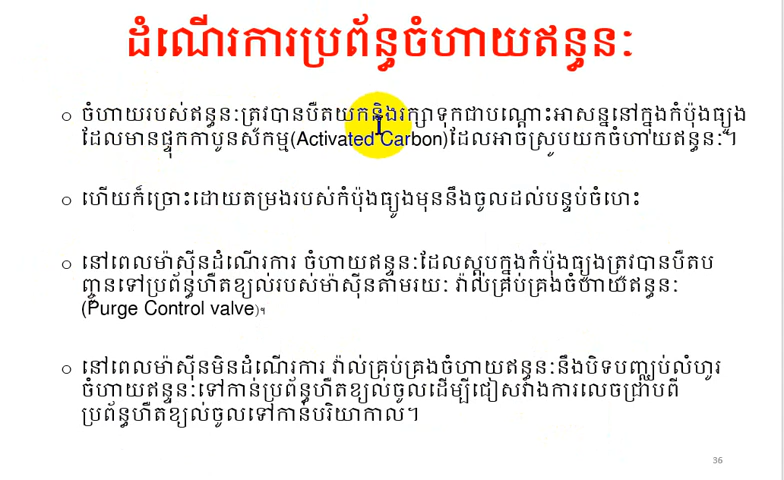 ដំណើរការប្រព័ន្ធចំហាយឥន្ធនៈ
o ចំហាយរបស់ឥន្ធនៈត្រូវបានបឺតយកនិងរក្សាទុកជាបណ្តោះអាសន្ននៅក្នុងកំប៉ុងធ្យូង
ដែលមានផ្ទុកកាបូនសកម្ម(Activated Carbon)ដែលអាចស្រូបយកចំហាយឥន្ធនៈ។
o ហើយក៏ច្រោះដោយតម្រងរបស់កំប៉ុងធ្យូងមុននឹងចូលដល់បន្ទប់ចំហេះ
o នៅពេលម៉ាស៊ីនដំណើរការ ចំហាយឥន្ធនៈដែលស្តុបក្នុងកំប៉ុងធ្យូងត្រូវបានបឺតប
ញ្ចូនទៅប្រព័ន្ធហឺតខ្យល់របស់ម៉ាស៊ីនតាមរយៈ វ៉ាល់គ្រប់គ្រងចំហាយឥន្ធនៈ
(Purge Control valve)។
o នៅពេលម៉ាស៊ីនមិនដំណើរការ វ៉ាល់គ្រប់គ្រងចំហាយឥន្ធនៈនឹងបិទបញ្ឈប់លំហូរ
ចំហាយឥន្ធនៈទៅកាន់ប្រព័ន្ធហឺតខ្យល់ចូលដើម្បីជៀសវាងការលេចជ្រាបពី
ប្រព័ន្ធហឺតខ្យល់ចូលទៅកាន់បរិយាកាល។
36